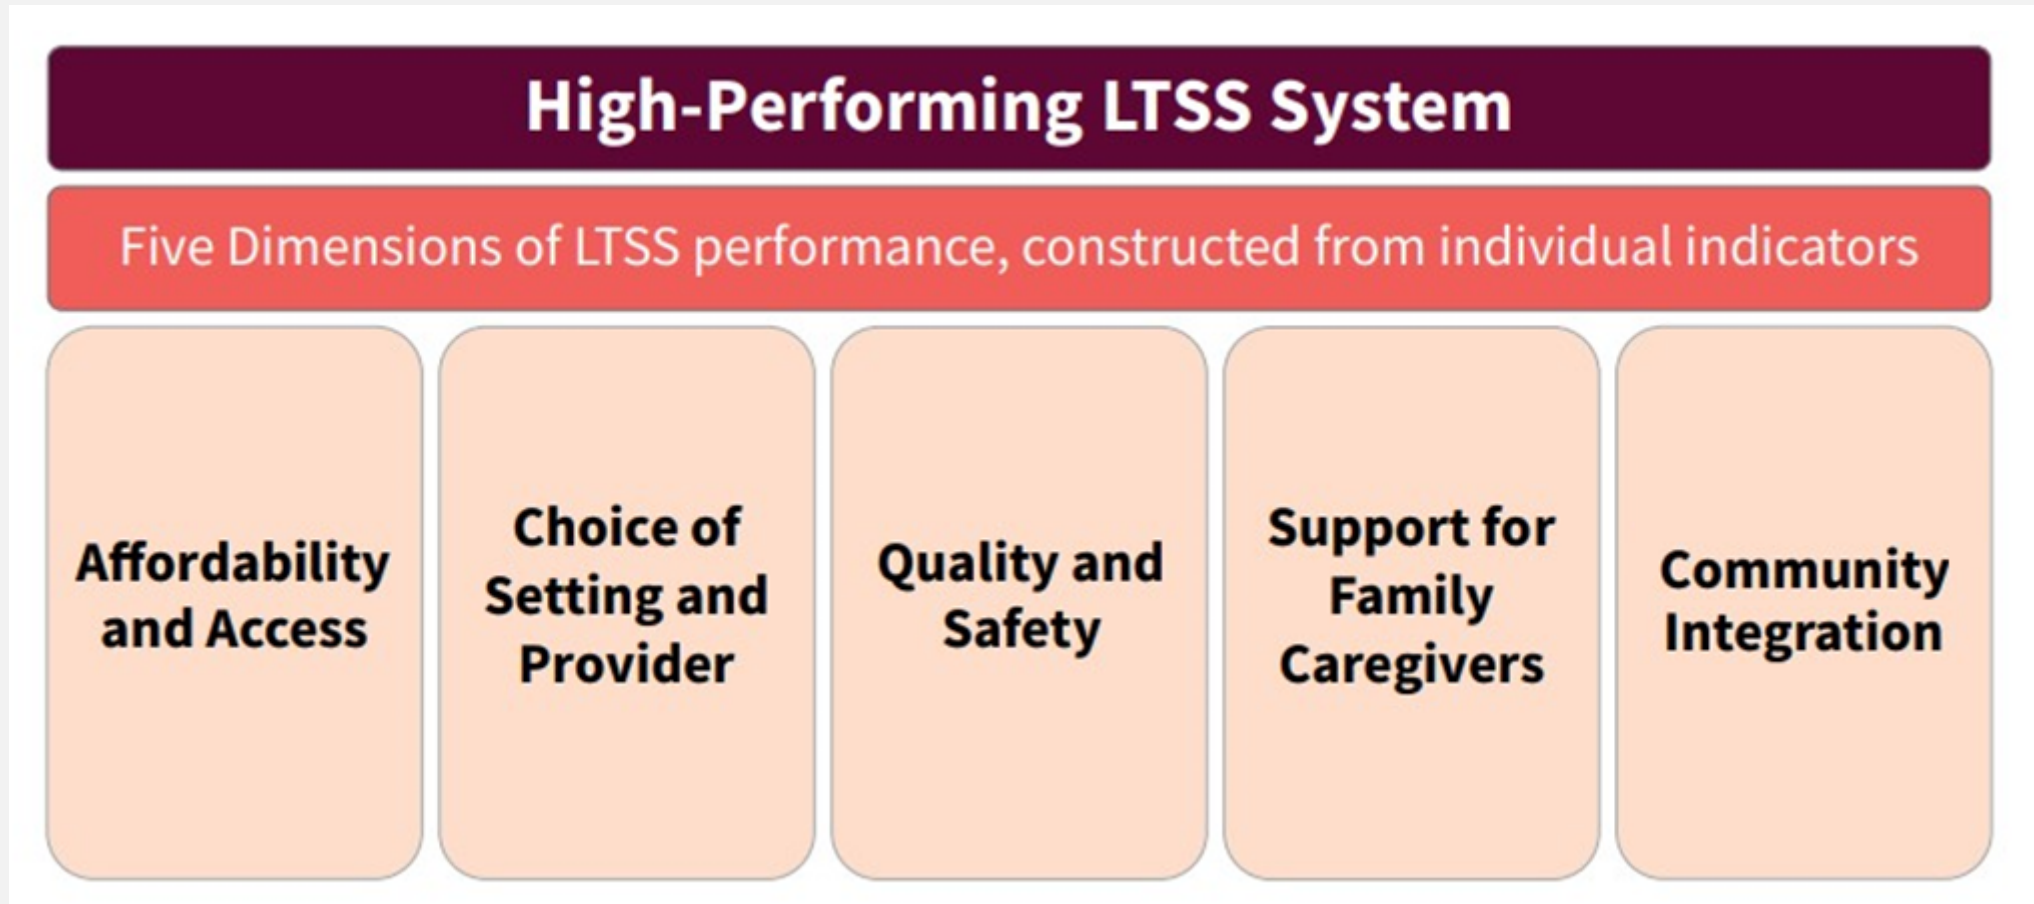 High-Performing LTSS System
Five Dimensions of LTSS performance, constructed from individual indicators
Affordability
and Access
Choice of
Setting and
Provider
Quality and
Safety
Support for
Family
Caregivers
Community
Integration